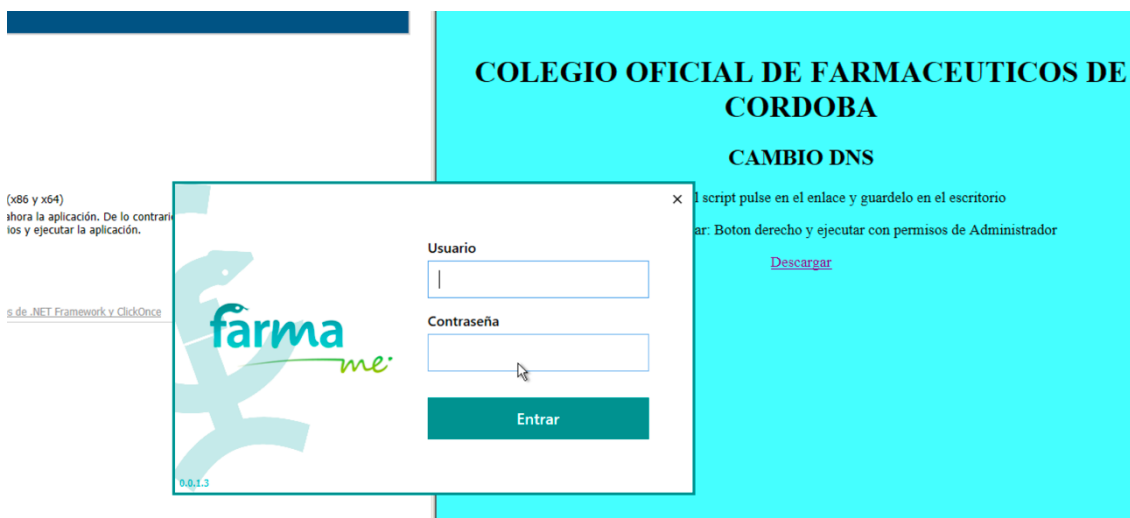 COLEGIO OFICIAL DE FARMACEUTICOS DE
CORDOBA
CAMBIO DNS
(x86 y x64)
ahora la aplicación. De lo contrari
ios y ejecutar la aplicación.
s de .NET Framework y ClickOnce
l script pulse en el enlace y guardelo en el escritorio
ar: Boton derecho y ejecutar con permisos de Administrador
Descargar
×
farma
me
Usuario
Contraseña
Entrar
0.0.1.3